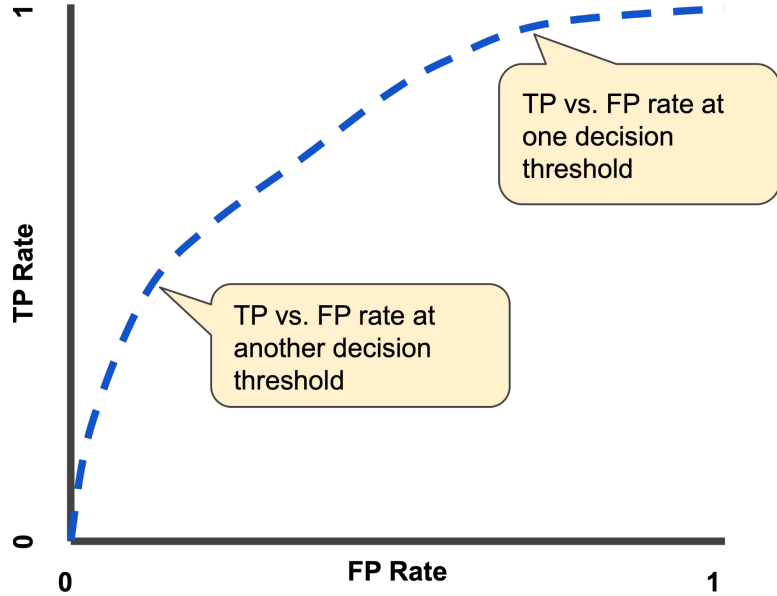 1
TP vs. FP rate at
one decision
threshold
TP Rate
TP vs. FP rate at
another decision
threshold
0
0
FP Rate
1